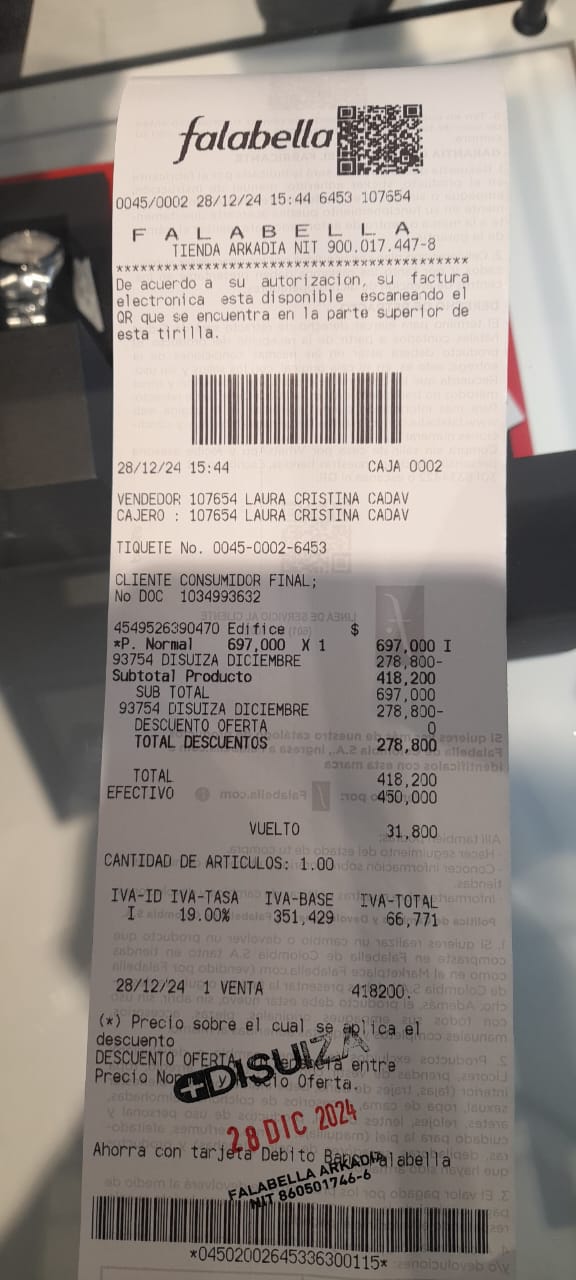 falabella
0045/0002 28/12/24 15:44 6453 107654
F A L A B E L L A
TIENDA ARKADIA NIT 900.017.447-8
******************************************
De acuerdo a su autorizacion, su factura
electronica esta disponible escaneando el
QR que se encuentra en la parte superior de
esta tirilla.
28/12/24 15:44 CAJA 0002
VENDEDOR 107654 LAURA CRISTINA CADAV
CAJERO : 107654 LAURA CRISTINA CADAV
TIQUETE No. 0045-0002-6453
CLIENTE CONSUMIDOR FINAL;
No DOC 1034993632
4549526390470 Edifice $
*P. Normal 697,000 X 1 697,000 I
93754 DISUIZA DICIEMBRE 278,800-
Subtotal Producto 418,200
SUB TOTAL 697,000
93754 DISUIZA DICIEMBRE 278,800-
DESCUENTO OFERTA 0
TOTAL DESCUENTOS 278,800
TOTAL 418,200
EFECTIVO 450,000
VUELTO 31,800
CANTIDAD DE ARTICULOS: 1.00
IVA-ID IVA-TASA IVA-BASE IVA-TOTAL
I 19.00% 351,429 66,771
28/12/24 1 VENTA 418200.
(*) Precio sobre el cual se aplica el
descuento
DESCUENTO OFERTA entre
Precio y Oferta.
DISUIZA
28 DIC 2024
Ahorra con tarjeta Debito Banco Falabella
FALABELLA ARKADIA
NIT 860501746-6
*04502002645336300115*